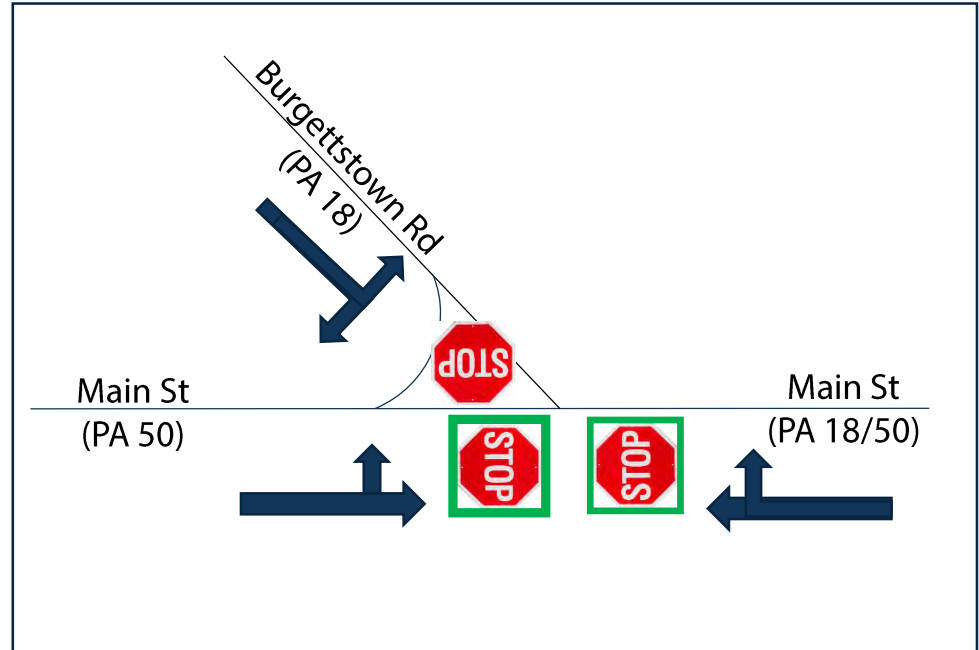 Burgettstown Rd
(PA 18)
STOP
Main St
(PA 50)
STOP
STOP
Main St
(PA 18/50)